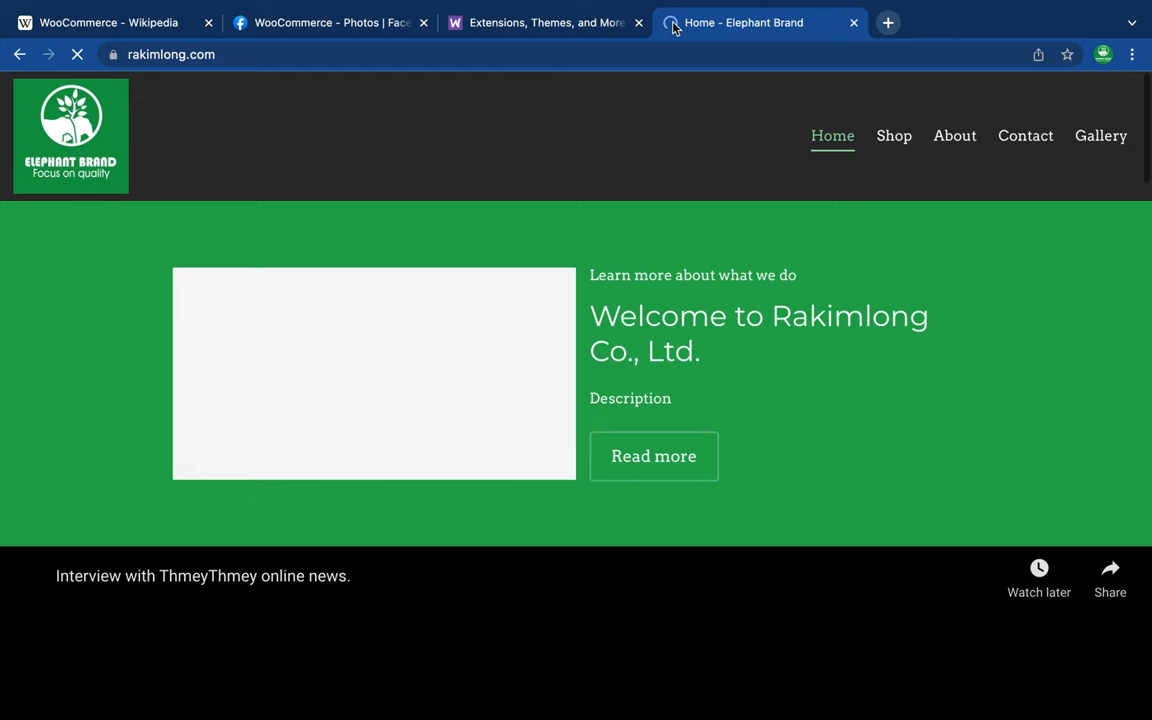 WooCommerce - Wikipedia
WooCommerce - Photos | Face
Extensions, Themes, and More
Home - Elephant Brand
rakimlong.com
ELEPHANT BRAND
Focus on quality
Home
Shop
About
Contact
Gallery
Learn more about what we do
Welcome to Rakimlong
Co., Ltd.
Description
Read more
Interview with ThmeyThmey online news.
Watch later
Share